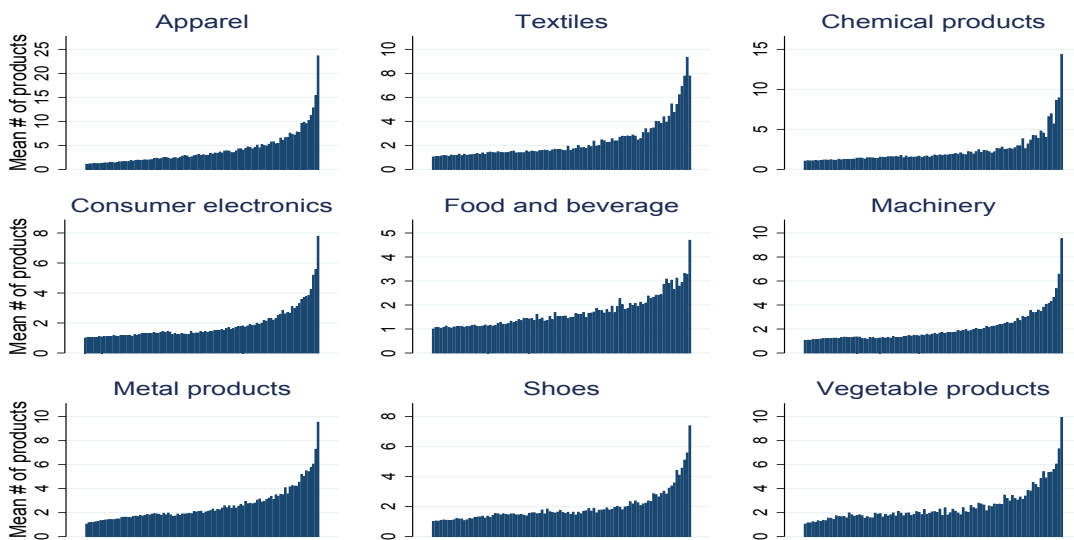 Apparel
Textiles
Chemical products
Mean # of products
0 5 10 15 20 25
0 2 4 6 8 10
0 5 10 15
Consumer electronics
Food and beverage
Machinery
Mean # of products
0 2 4 6 8
0 1 2 3 4 5
0 2 4 6 8 10
Metal products
Shoes
Vegetable products
Mean # of products
0 2 4 6 8 10
0 2 4 6 8
0 2 4 6 8 10